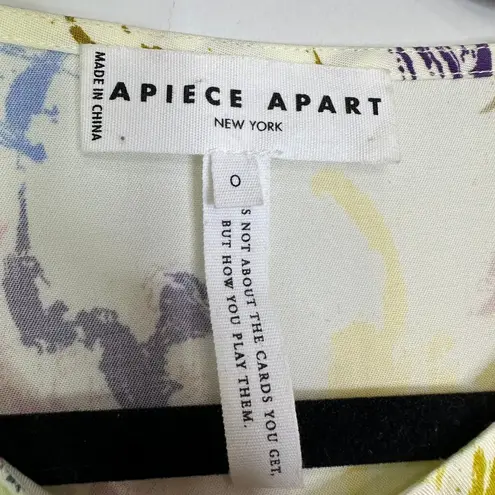 MADE IN CHINA
APIECE APART
NEW YORK
0
S NOT ABOUT THE CARDS YOU GET,
BUT HOW YOU PLAY THEM.